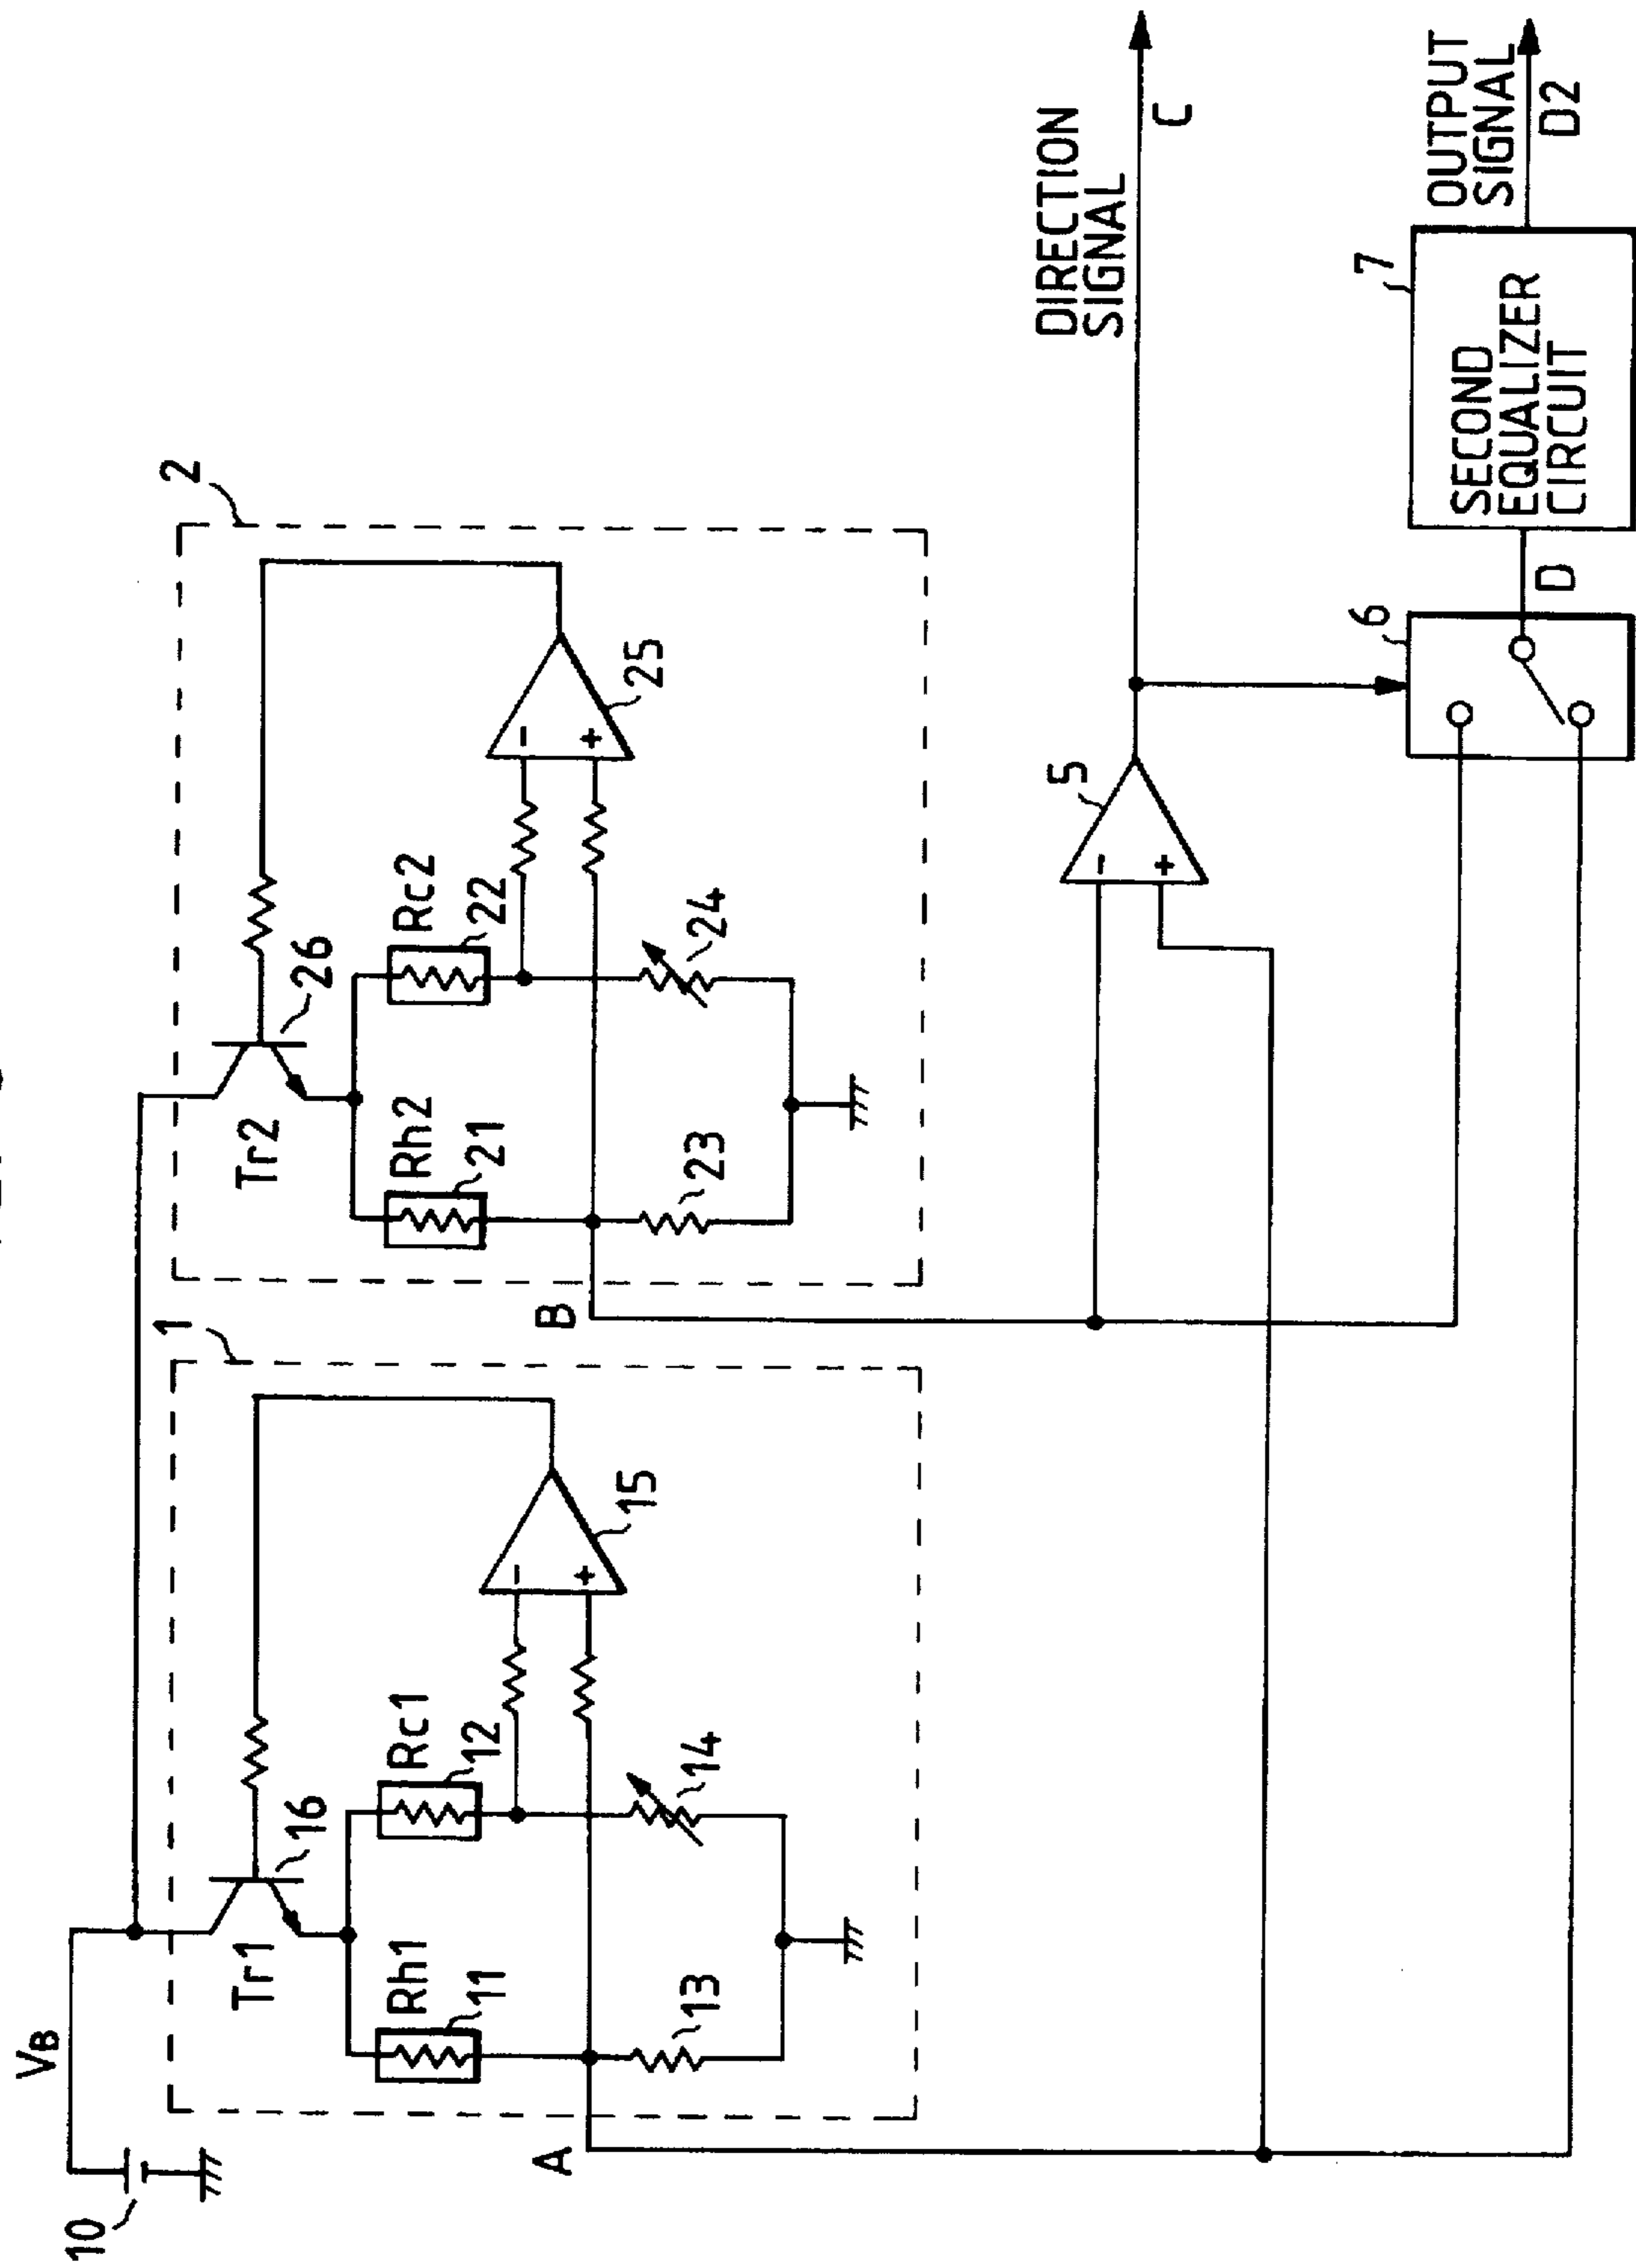 10
VB
1
2
Tr1
16
Tr2
26
Rh1
11
Rc1
12
Rh2
21
Rc2
22
-
+
15
-
+
25
13
14
23
24
A
B
5
-
+
DIRECTION
SIGNAL
C
6
D
7
SECOND
EQUALIZER
CIRCUIT
OUTPUT
SIGNAL
D2